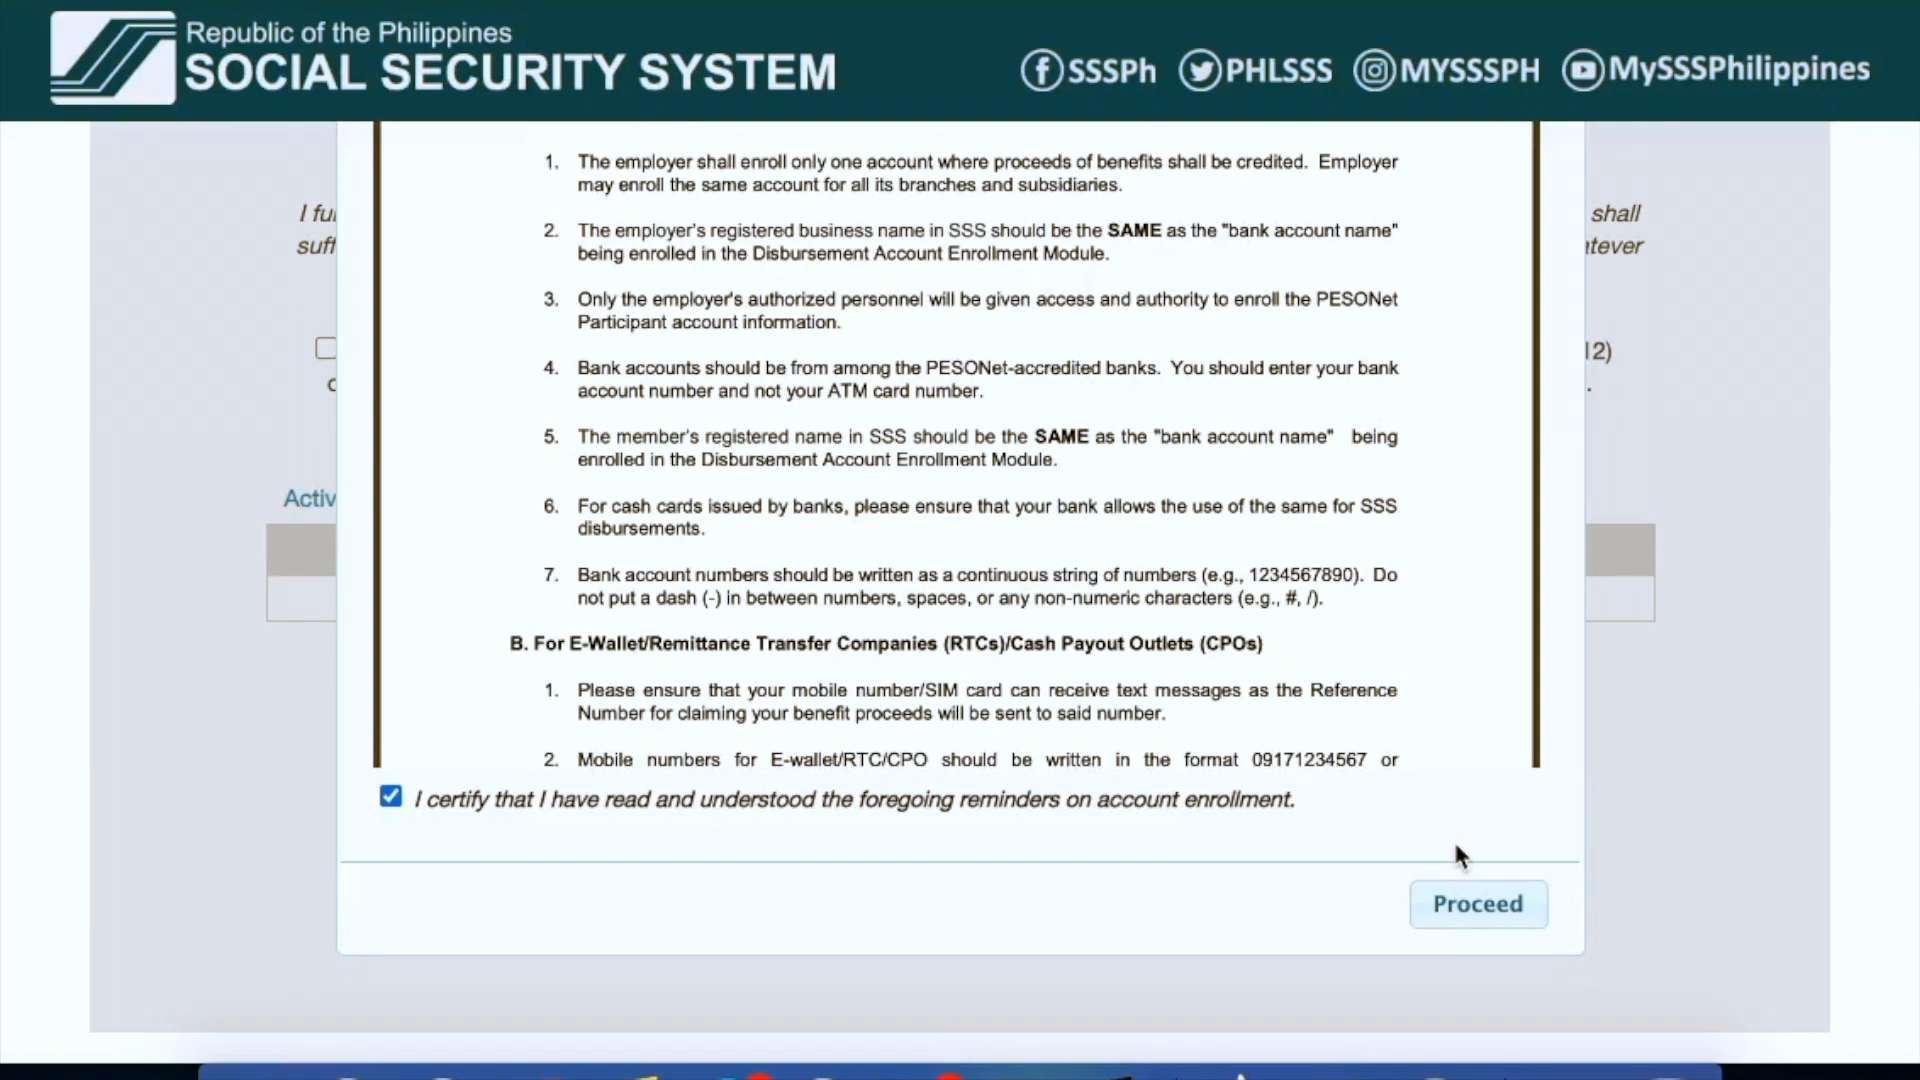 Republic of the Philippines
SOCIAL SECURITY SYSTEM
SSSPh PHLSSS MYSSSPH MySSSPhilippines
1. The employer shall enroll only one account where proceeds of benefits shall be credited. Employer
may enroll the same account for all its branches and subsidiaries.
shall
2. The employer's registered business name in SSS should be the SAME as the "bank account name"
being enrolled in the Disbursement Account Enrollment Module.
3. Only the employer's authorized personnel will be given access and authority to enroll the PESONet
Participant account information.
12)
4. Bank accounts should be from among the PESONet-accredited banks. You should enter your bank
account number and not your ATM card number.
5. The member's registered name in SSS should be the SAME as the "bank account name" being
enrolled in the Disbursement Account Enrollment Module.
6. For cash cards issued by banks, please ensure that your bank allows the use of the same for SSS
disbursements.
7. Bank account numbers should be written as a continuous string of numbers (e.g., 1234567890). Do
not put a dash (-) in between numbers, spaces, or any non-numeric characters (e.g., #, /).
B. For E-Wallet/Remittance Transfer Companies (RTCs)/Cash Payout Outlets (CPOs)
1. Please ensure that your mobile number/SIM card can receive text messages as the Reference
Number for claiming your benefit proceeds will be sent to said number.
2. Mobile numbers for E-wallet/RTC/CPO should be written in the format 09171234567 or
I certify that I have read and understood the foregoing reminders on account enrollment.
Proceed